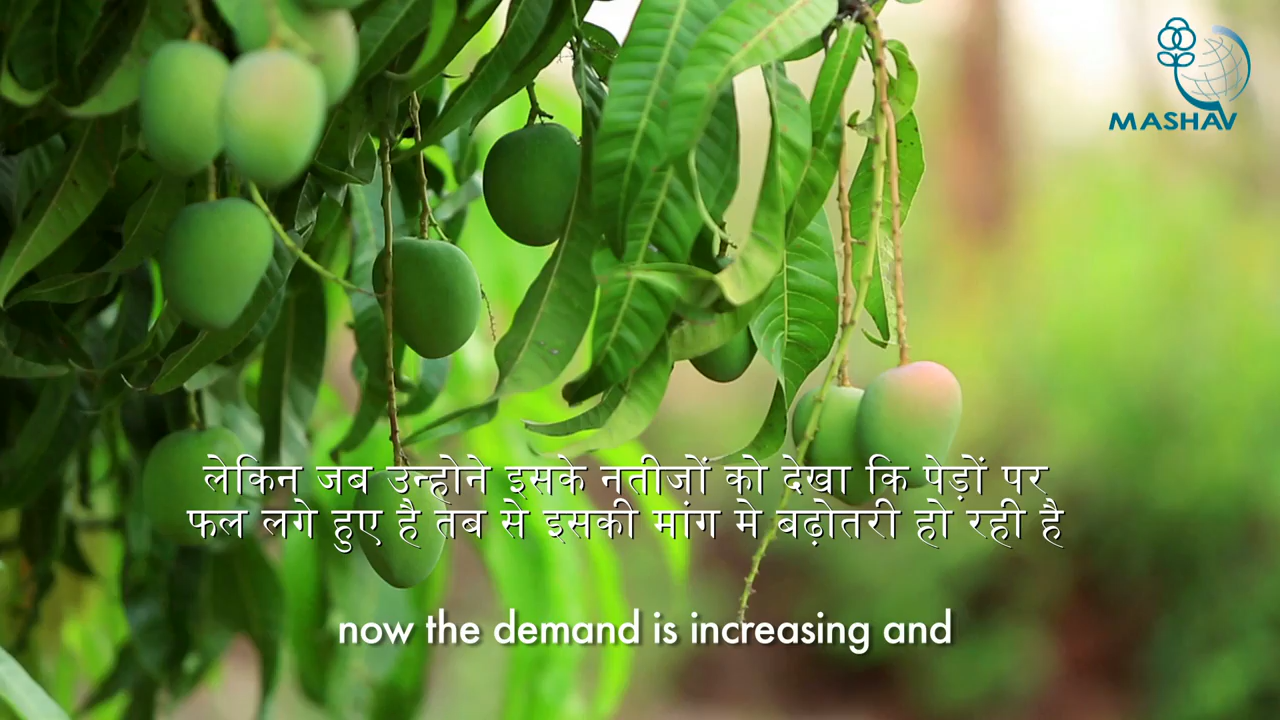 MASHAV
लेकिन जब उन्होने इसके नतीजों को देखा कि पेड़ों पर
फल लगे हुए है तब से इसकी मांग मे बढ़ोतरी हो रही है
now the demand is increasing and